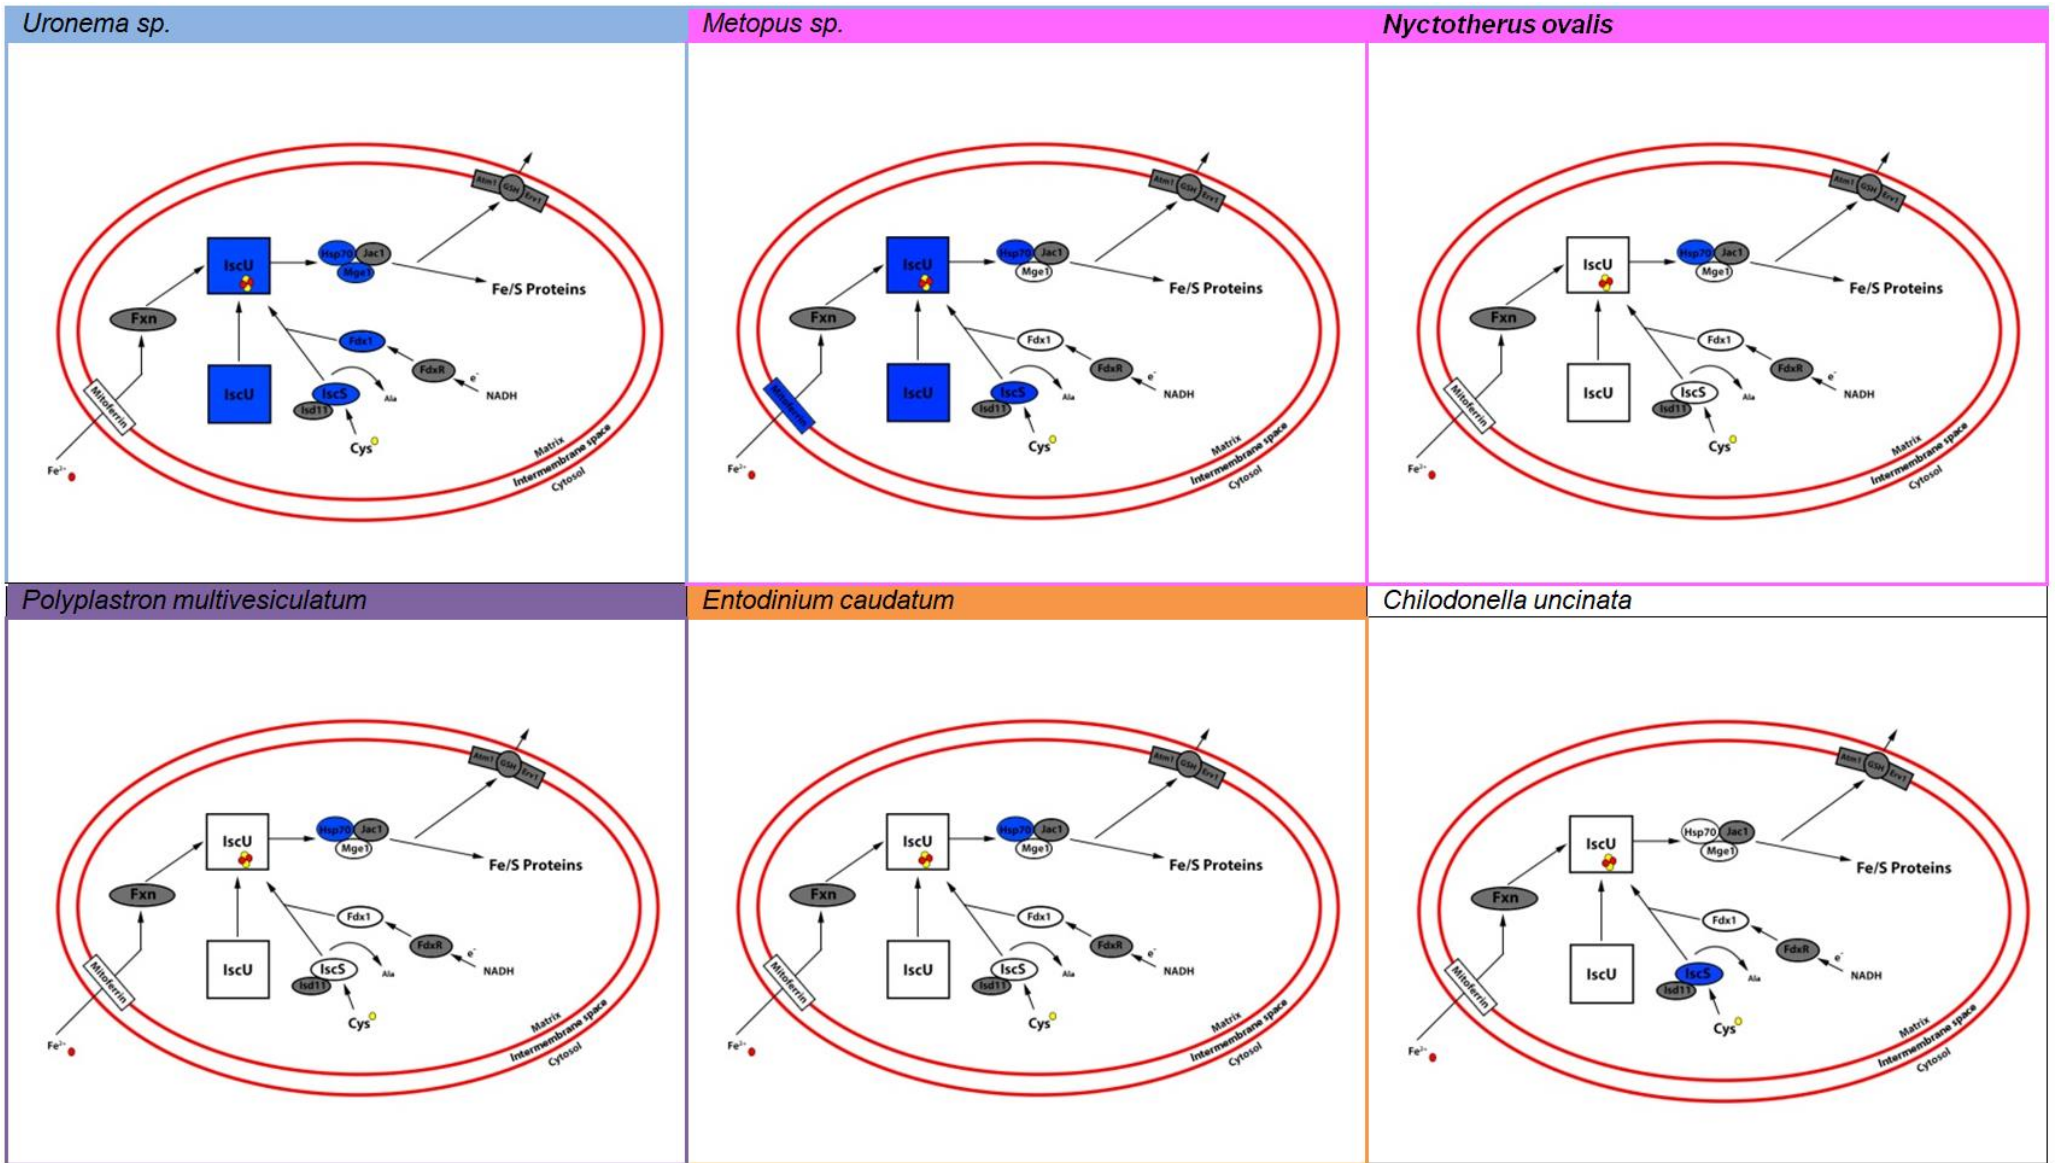 Uronema sp.
Atm1 GSH Erv1
IscU
Hsp70 Jac1
Mge1
Fe/S Proteins
Fxn
Fdx1
FdxR
e-
NADH
IscU
IscS
Isd11
Ala
Cys
Mitoferrin
Fe2+
Matrix
Intermembrane space
Cytosol
Metopus sp.
Atm1 GSH Erv1
IscU
Hsp70 Jac1
Mge1
Fe/S Proteins
Fxn
Fdx1
FdxR
e-
NADH
IscU
IscS
Isd11
Ala
Cys
Mitoferrin
Fe2+
Matrix
Intermembrane space
Cytosol
Nyctotherus ovalis
Atm1 GSH Erv1
IscU
Hsp70 Jac1
Mge1
Fe/S Proteins
Fxn
Fdx1
FdxR
e-
NADH
IscU
IscS
Isd11
Ala
Cys
Mitoferrin
Fe2+
Matrix
Intermembrane space
Cytosol
Polyplastron multivesiculatum
Atm1 GSH Erv1
IscU
Hsp70 Jac1
Mge1
Fe/S Proteins
Fxn
Fdx1
FdxR
e-
NADH
IscU
IscS
Isd11
Ala
Cys
Mitoferrin
Fe2+
Matrix
Intermembrane space
Cytosol
Entodinium caudatum
Atm1 GSH Erv1
IscU
Hsp70 Jac1
Mge1
Fe/S Proteins
Fxn
Fdx1
FdxR
e-
NADH
IscU
IscS
Isd11
Ala
Cys
Mitoferrin
Fe2+
Matrix
Intermembrane space
Cytosol
Chilodonella uncinata
Atm1 GSH Erv1
IscU
Hsp70 Jac1
Mge1
Fe/S Proteins
Fxn
Fdx1
FdxR
e-
NADH
IscU
IscS
Isd11
Ala
Cys
Mitoferrin
Fe2+
Matrix
Intermembrane space
Cytosol